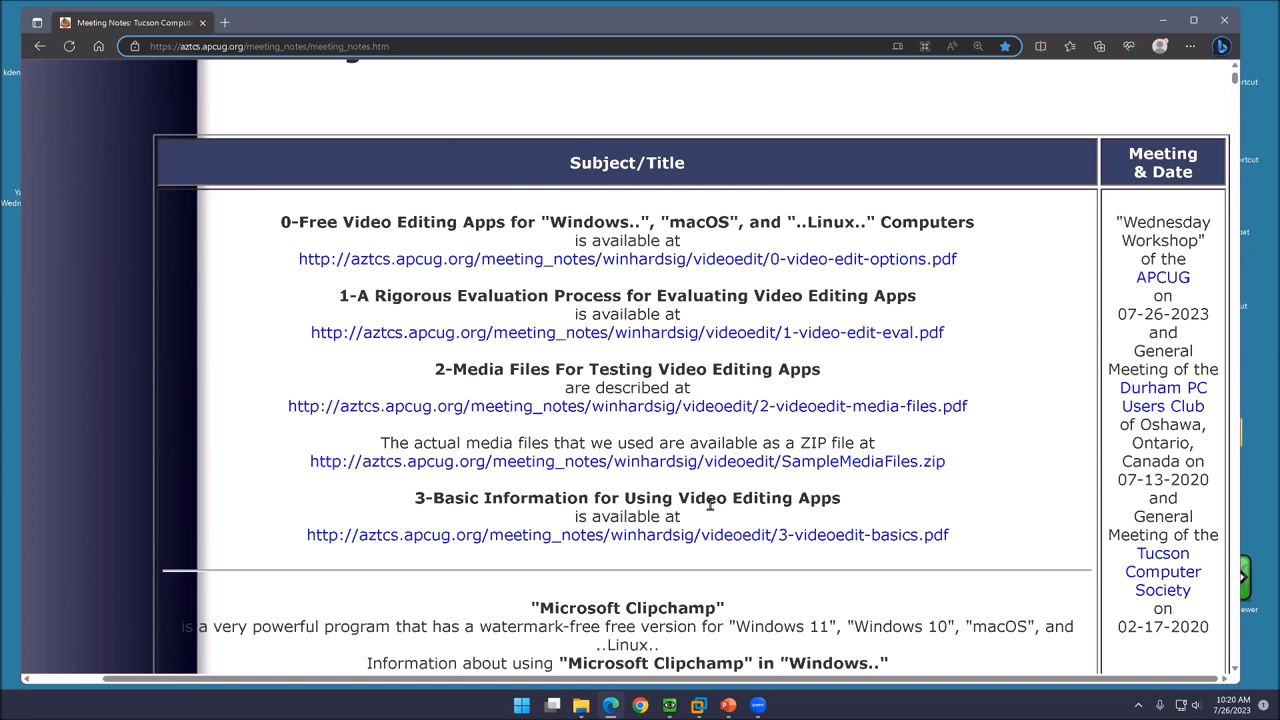 Meeting Notes: Tucson Comput
https://aztcs.apcug.org/meeting_notes/meeting_notes.htm
kden
Subject/Title
Meeting
& Date
0-Free Video Editing Apps for "Windows..", "macOS", and "..Linux.." Computers
is available at
http://aztcs.apcug.org/meeting_notes/winhardsig/videoedit/0-video-edit-options.pdf
1-A Rigorous Evaluation Process for Evaluating Video Editing Apps
is available at
http://aztcs.apcug.org/meeting_notes/winhardsig/videoedit/1-video-edit-eval.pdf
2-Media Files For Testing Video Editing Apps
are described at
http://aztcs.apcug.org/meeting_notes/winhardsig/videoedit/2-videoedit-media-files.pdf
The actual media files that we used are available as a ZIP file at
http://aztcs.apcug.org/meeting_notes/winhardsig/videoedit/SampleMediaFiles.zip
3-Basic Information for Using Video Editing Apps
is available at
http://aztcs.apcug.org/meeting_notes/winhardsig/videoedit/3-videoedit-basics.pdf
"Microsoft Clipchamp"
is a very powerful program that has a watermark-free free version for "Windows 11", "Windows 10", "macOS", and
..Linux..
Information about using "Microsoft Clipchamp" in "Windows.."
"Wednesday
Workshop"
of the
APCUG
on
07-26-2023
and
General
Meeting of the
Durham PC
Users Club
of Oshawa,
Ontario,
Canada on
07-13-2020
and
General
Meeting of the
Tucson
Computer
Society
on
02-17-2020
Ya
Wedn
ortcut
ortcut
ortcut
bat
ut
ewer
zoom
10:20 AM
7/26/2023